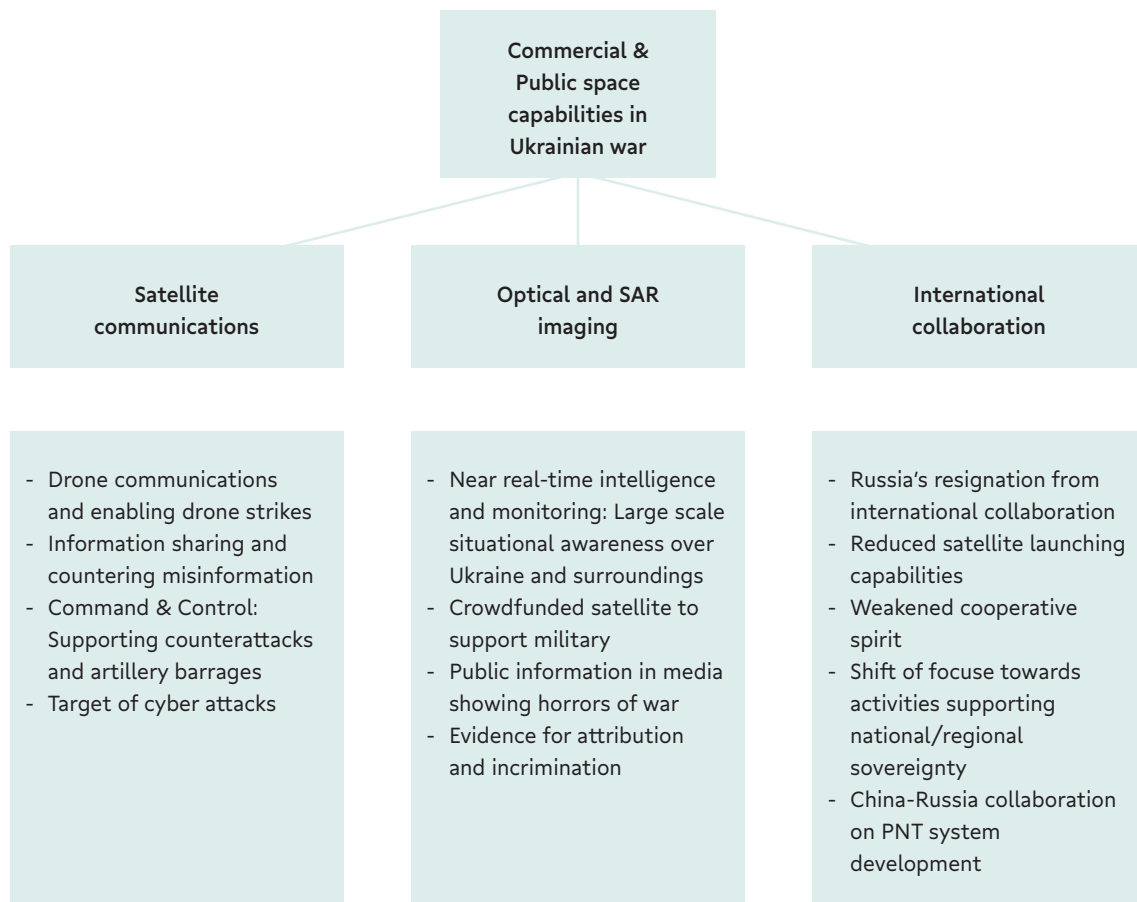 Commercial &
Public space
capabilities in
Ukrainian war
Satellite
communications
Optical and SAR
imaging
International
collaboration
- Drone communications
and enabling drone strikes
- Information sharing and
countering misinformation
- Command & Control:
Supporting counterattacks
and artillery barrages
- Target of cyber attacks
- Near real-time intelligence
and monitoring: Large scale
situational awareness over
Ukraine and surroundings
- Crowdfunded satellite to
support military
- Public information in media
showing horrors of war
- Evidence for attribution
and incrimination
- Russia's resignation from
international collaboration
- Reduced satellite launching
capabilities
- Weakened cooperative
spirit
- Shift of focuse towards
activities supporting
national/regional
sovereignty
- China-Russia collaboration
on PNT system
development